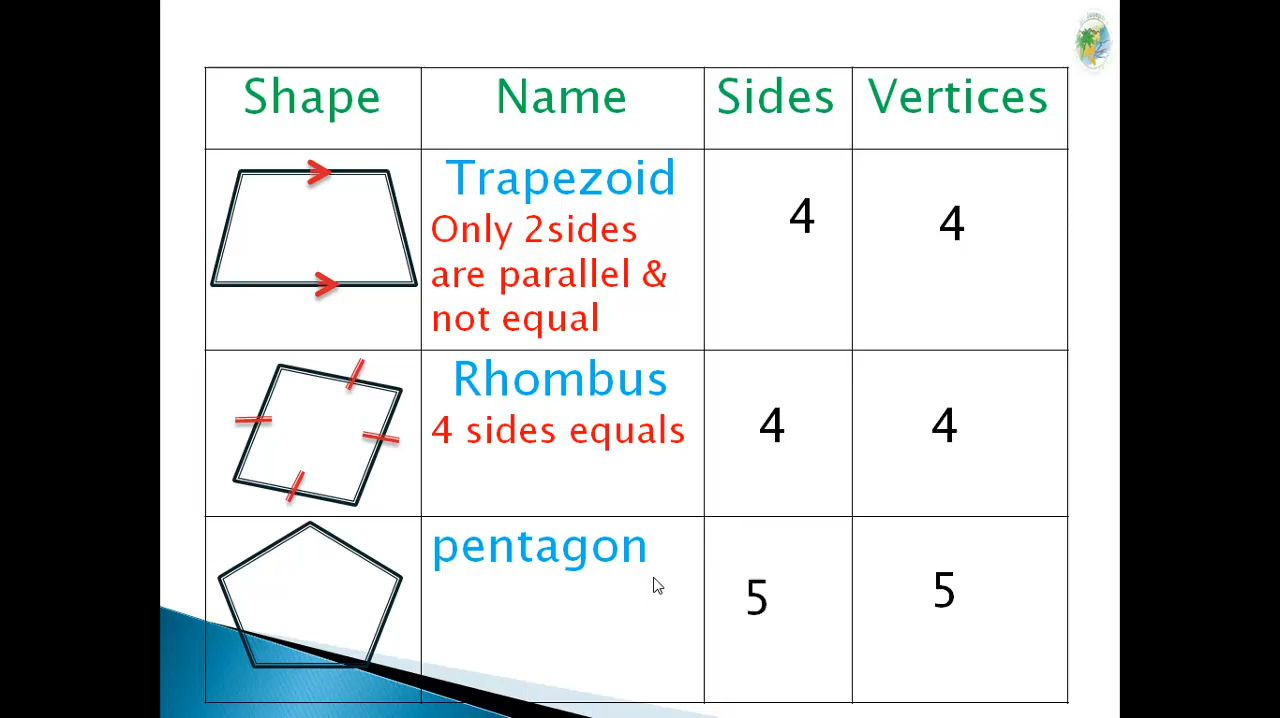 Shape Name Sides Vertices
Trapezoid
Only 2sides
are parallel &
not equal
4 4
Rhombus
4 sides equals
4 4
pentagon
5 5